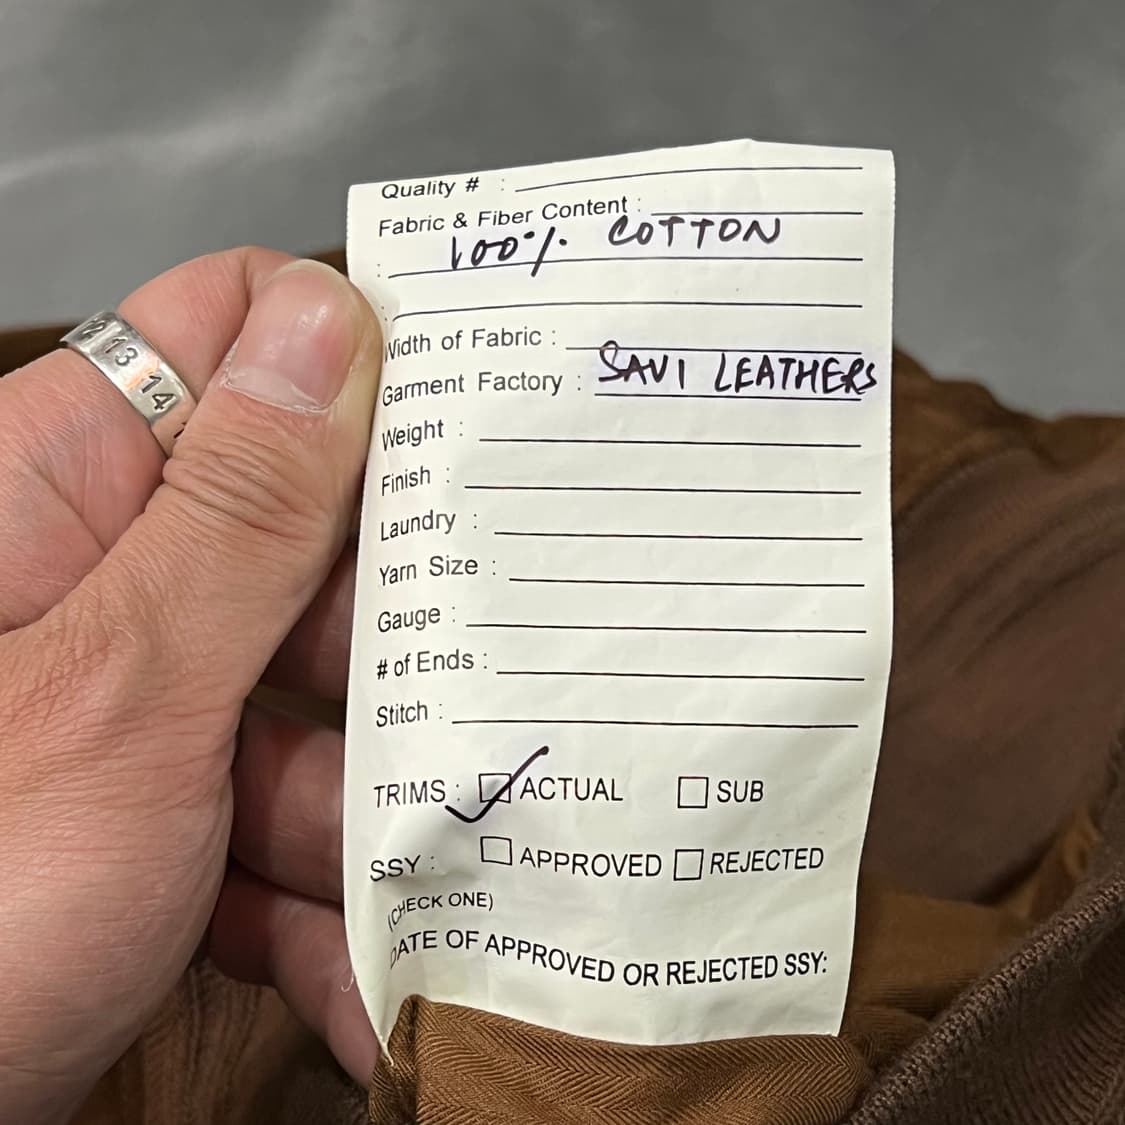 Quality # :
Fabric & Fiber Content :
: 100% COTTON
:
Width of Fabric :
Garment Factory : SAVI LEATHERS
Weight :
Finish :
Laundry :
Yarn Size :
Gauge :
# of Ends :
Stitch :
TRIMS : ACTUAL SUB
SSY : APPROVED REJECTED
(CHECK ONE)
DATE OF APPROVED OR REJECTED SSY:
13 14